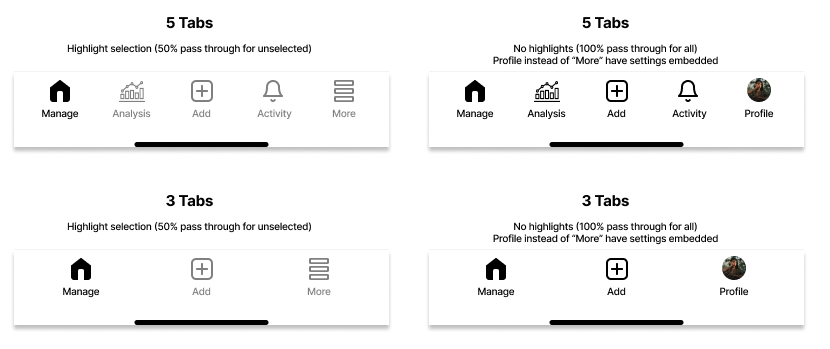 5 Tabs
Highlight selection (50% pass through for unselected)
Manage Analysis Add Activity More
5 Tabs
No highlights (100% pass through for all)
Profile instead of “More” have settings embedded
Manage Analysis Add Activity Profile
3 Tabs
Highlight selection (50% pass through for unselected)
Manage Add More
3 Tabs
No highlights (100% pass through for all)
Profile instead of “More” have settings embedded
Manage Add Profile